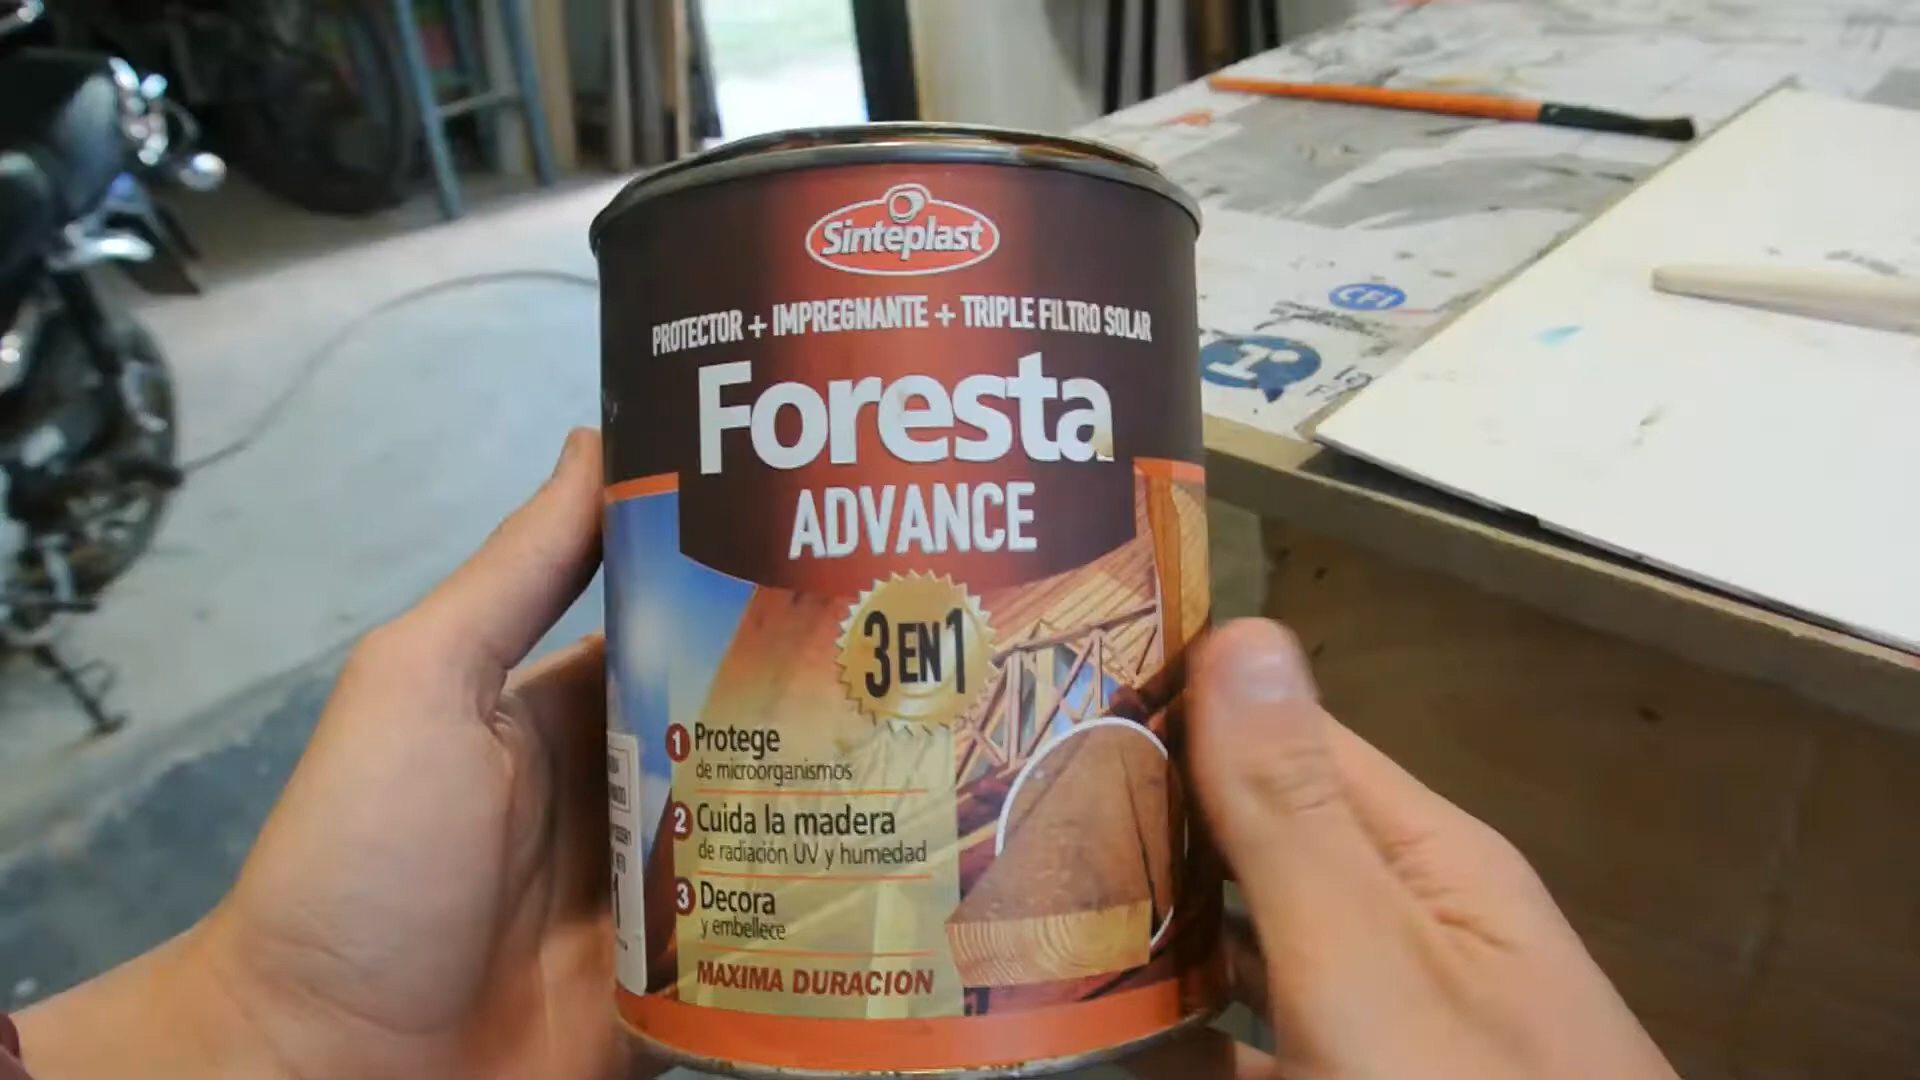 Sinteplast
PROTECTOR + IMPREGNANTE + TRIPLE FILTRO SOLAR
Foresta
ADVANCE
3 EN 1
1 Protege
de microorganismos
2 Cuida la madera
de radiación UV y humedad
3 Decora
y embellece
MAXIMA DURACION
CFI